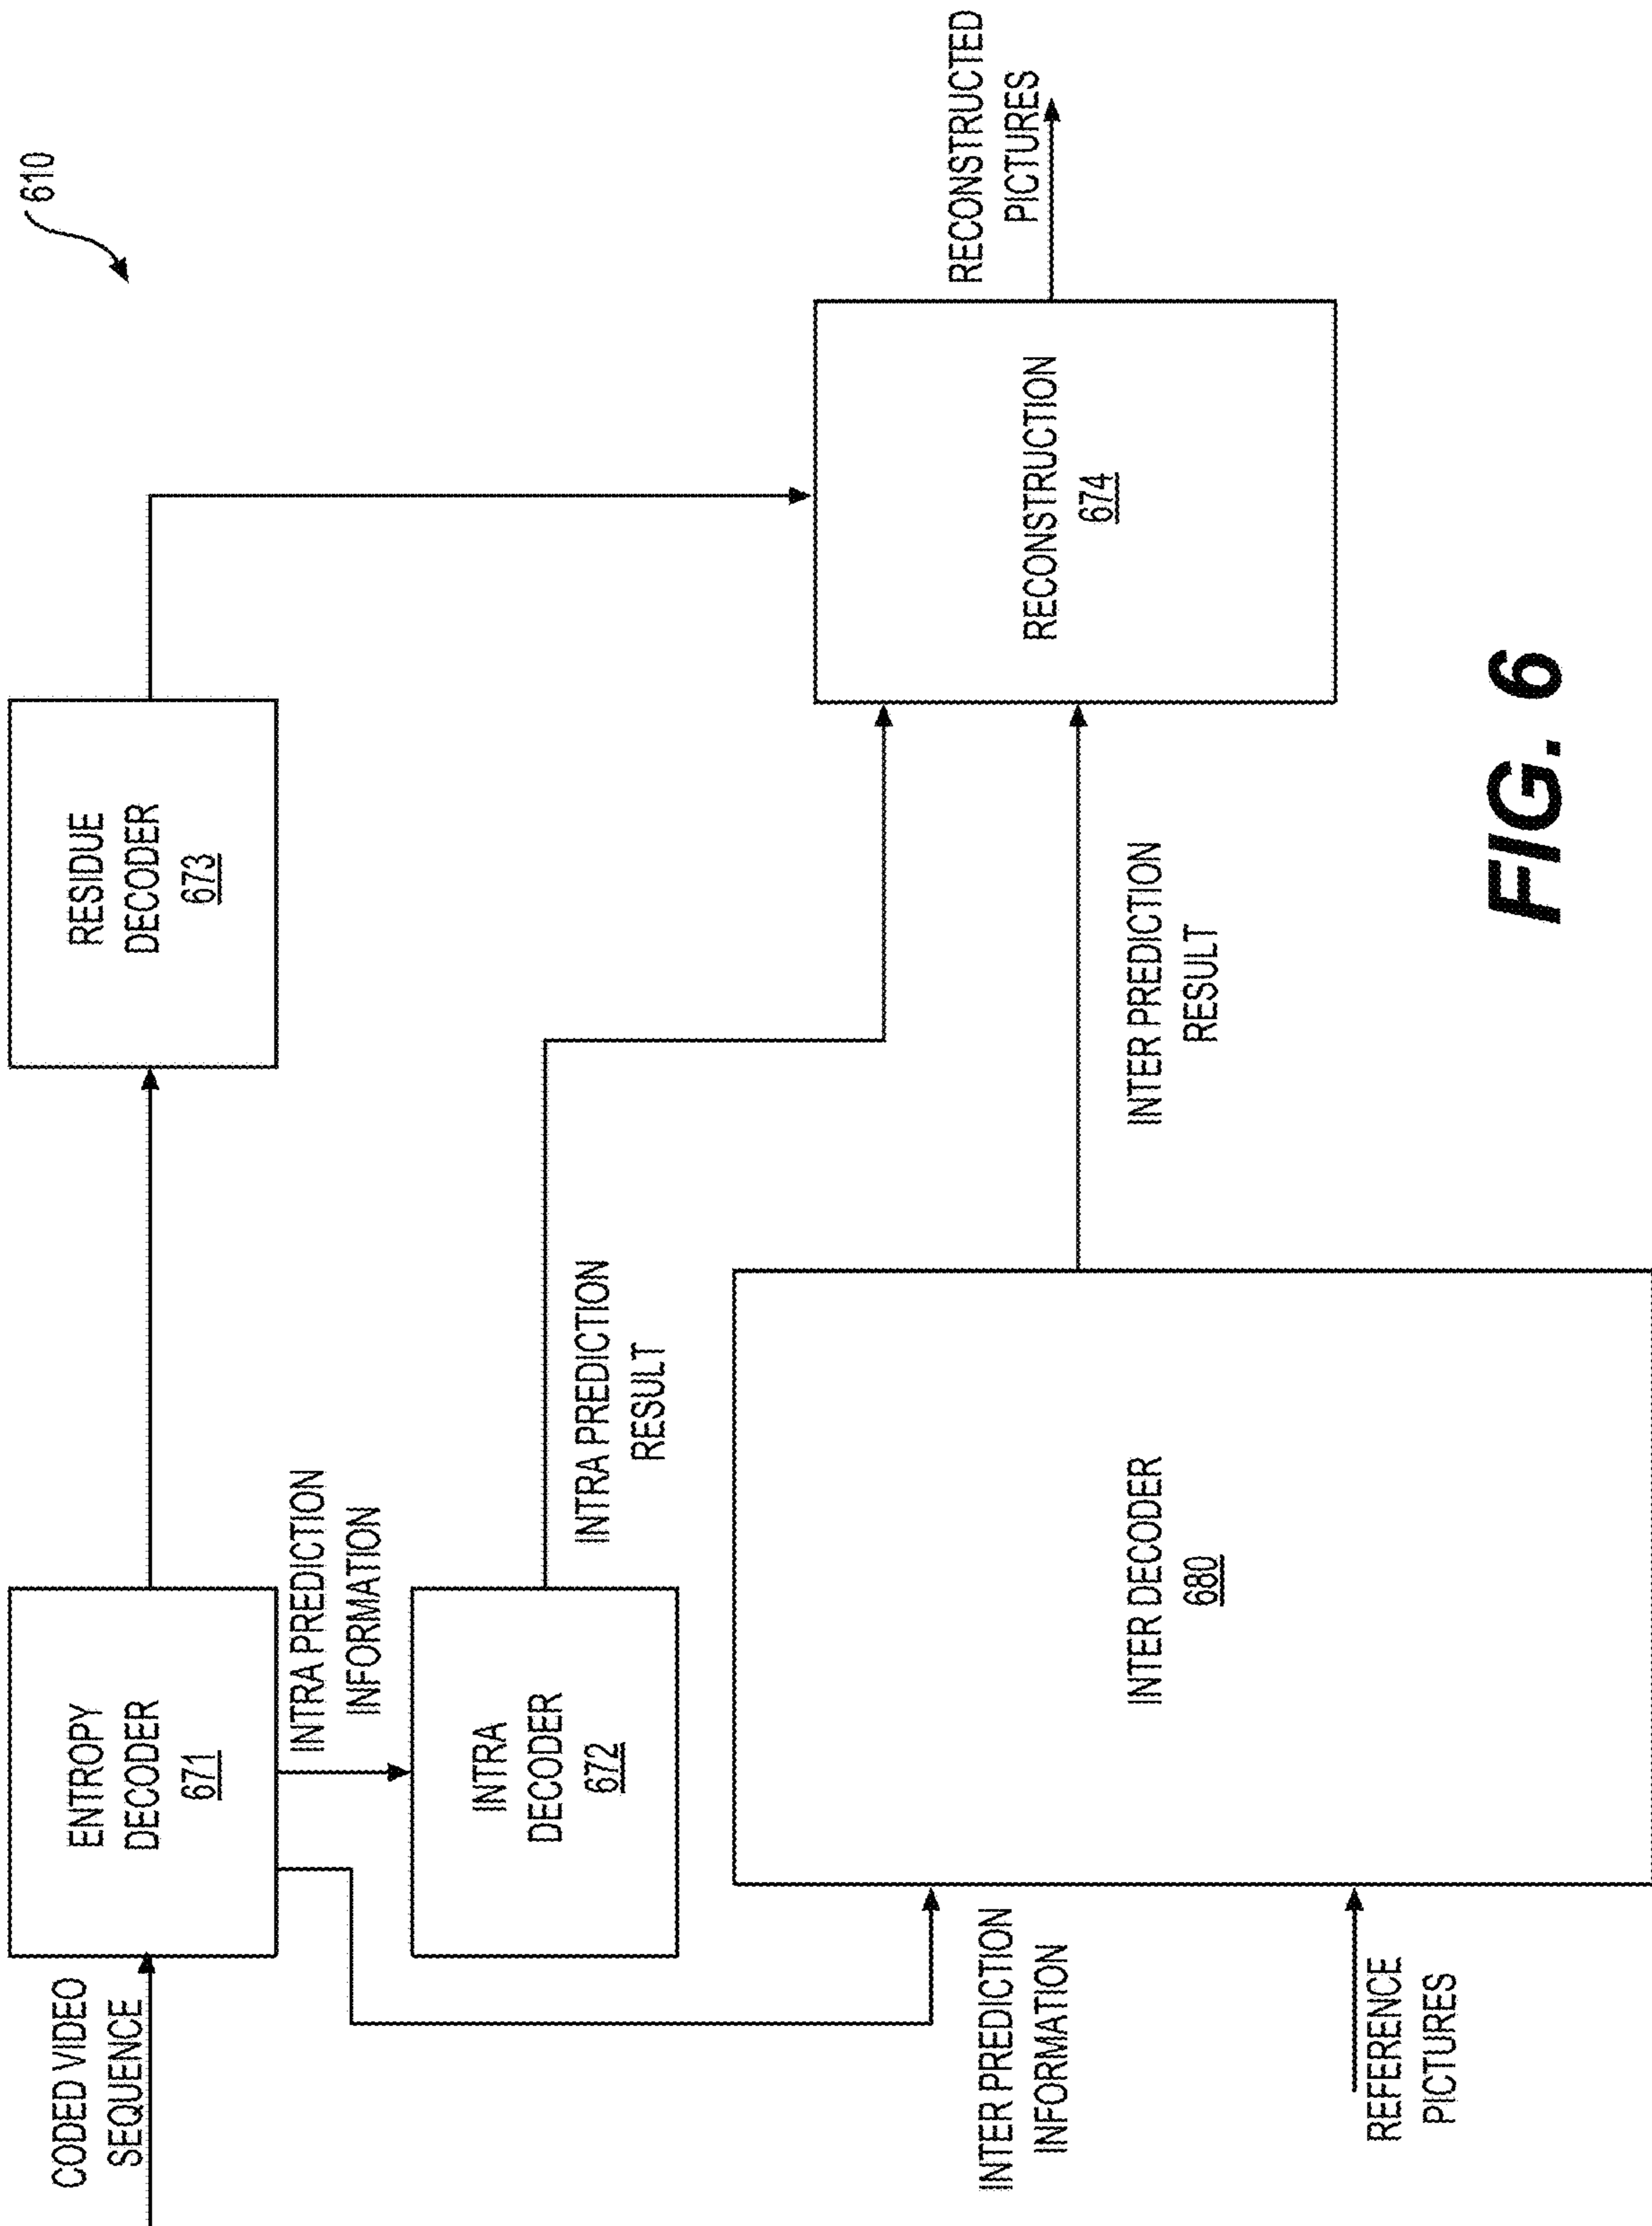 610
CODED VIDEO
SEQUENCE
ENTROPY
DECODER
671
RESIDUE
DECODER
673
INTRA PREDICTION
INFORMATION
INTRA
DECODER
672
INTRA PREDICTION
RESULT
RECONSTRUCTED
PICTURES
RECONSTRUCTION
674
INTER PREDICTION
INFORMATION
INTER DECODER
680
INTER PREDICTION
RESULT
REFERENCE
PICTURES
FIG. 6